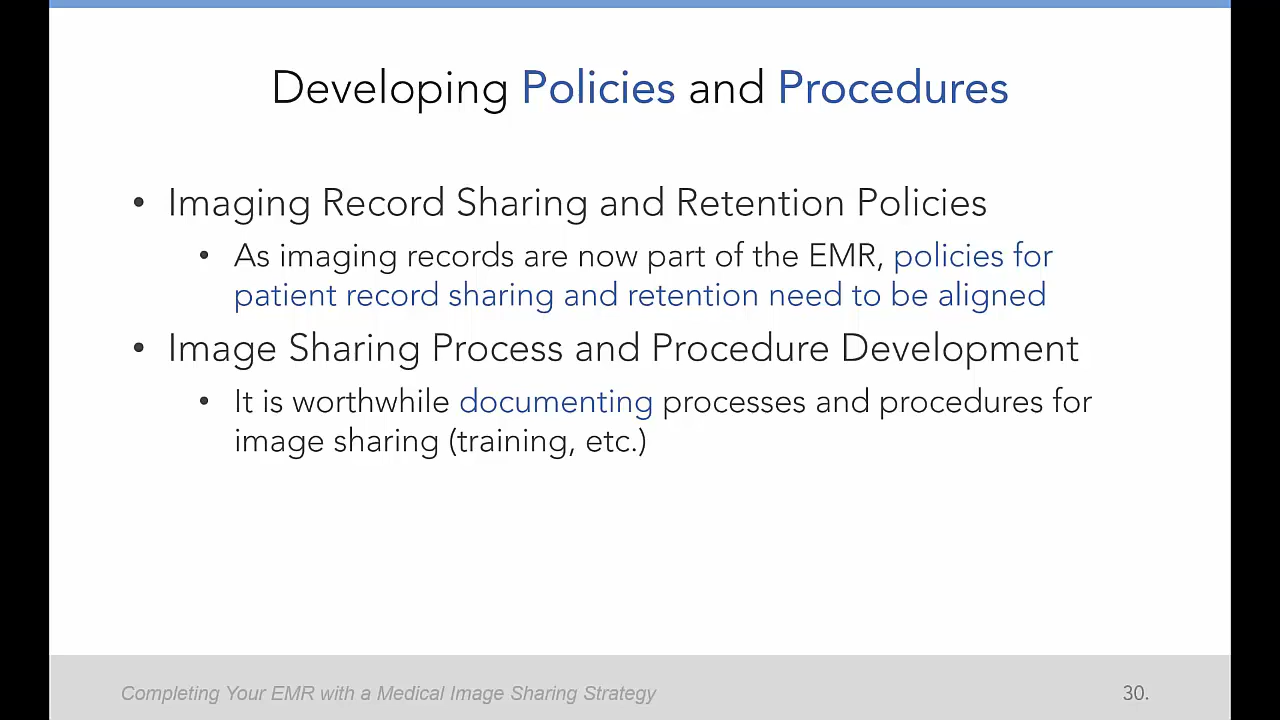 Developing Policies and Procedures
• Imaging Record Sharing and Retention Policies
• As imaging records are now part of the EMR, policies for
patient record sharing and retention need to be aligned
• Image Sharing Process and Procedure Development
• It is worthwhile documenting processes and procedures for
image sharing (training, etc.)
Completing Your EMR with a Medical Image Sharing Strategy
30.